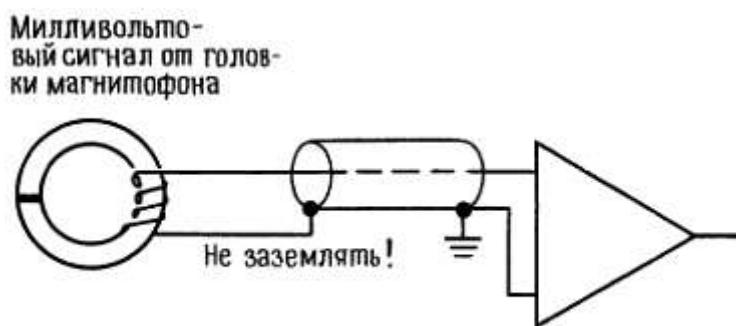 Милливольто-
вый сигнал от голов-
ки магнитофона
Не заземлять!